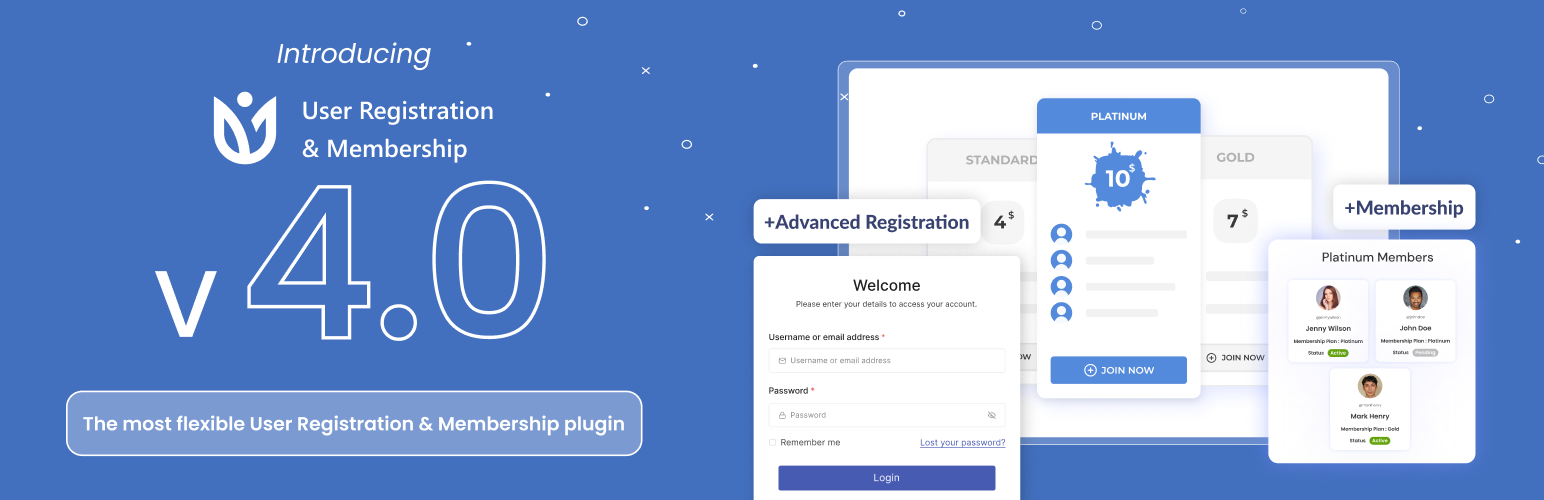 Introducing
User Registration
& Membership
v 4.0
The most flexible User Registration & Membership plugin
+Advanced Registration
Welcome
Please enter your details to access your account.
Username or email address *
Username or email address
Password *
Password
Remember me
Lost your password?
Login
STANDARD
4$
OW
PLATINUM
10$
JOIN NOW
GOLD
7$
JOIN NOW
+Membership
Platinum Members
Jenny Wilson
Membership Plan : Platinum
Status Active
John Doe
Membership Plan : Platinum
Status Pending
Mark Henry
Membership Plan : Gold
Status Active